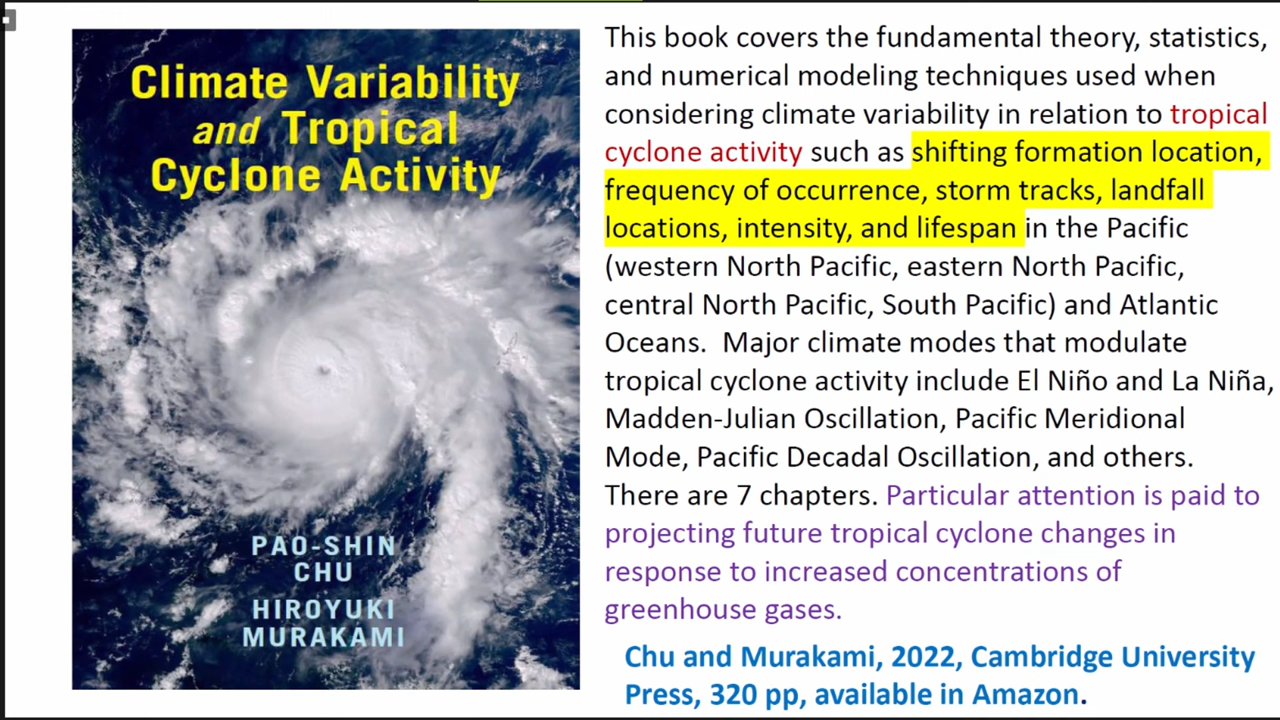 Climate Variability
and Tropical
Cyclone Activity
PAO-SHIN
CHU
HIROYUKI
MURAKAMI
This book covers the fundamental theory, statistics,
and numerical modeling techniques used when
considering climate variability in relation to tropical
cyclone activity such as shifting formation location,
frequency of occurrence, storm tracks, landfall
locations, intensity, and lifespan in the Pacific
(western North Pacific, eastern North Pacific,
central North Pacific, South Pacific) and Atlantic
Oceans.  Major climate modes that modulate
tropical cyclone activity include El Niño and La Niña,
Madden-Julian Oscillation, Pacific Meridional
Mode, Pacific Decadal Oscillation, and others.
There are 7 chapters. Particular attention is paid to
projecting future tropical cyclone changes in
response to increased concentrations of
greenhouse gases.
Chu and Murakami, 2022, Cambridge University
Press, 320 pp, available in Amazon.